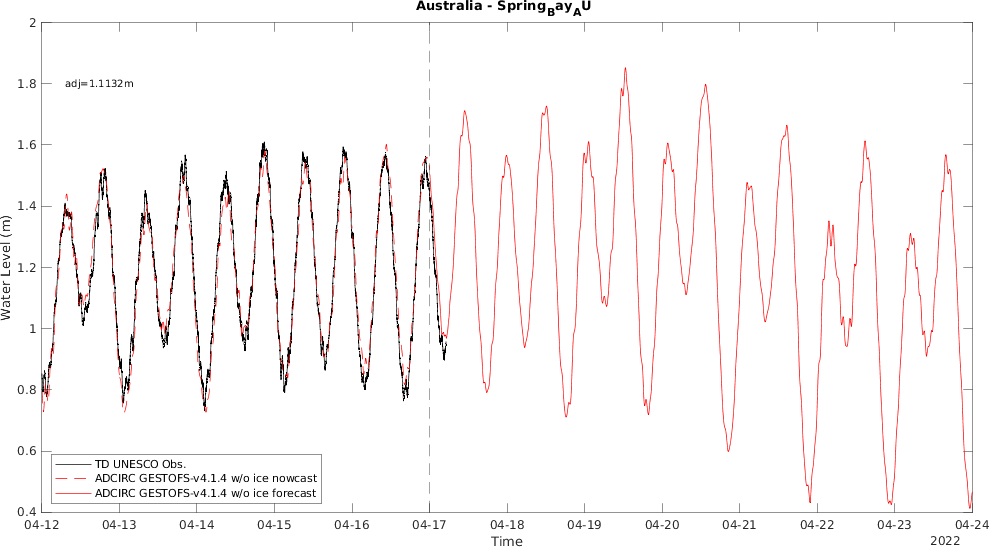 Australia - Spring_Bay_AU
2
1.8
1.6
1.4
1.2
1
0.8
0.6
0.4
Water Level (m)
adj=1.1132m
TD UNESCO Obs.
ADCIRC GESTOFS-v4.1.4 w/o ice nowcast
ADCIRC GESTOFS-v4.1.4 w/o ice forecast
04-12 04-13 04-14 04-15 04-16 04-17 04-18 04-19 04-20 04-21 04-22 04-23 04-24
Time
2022